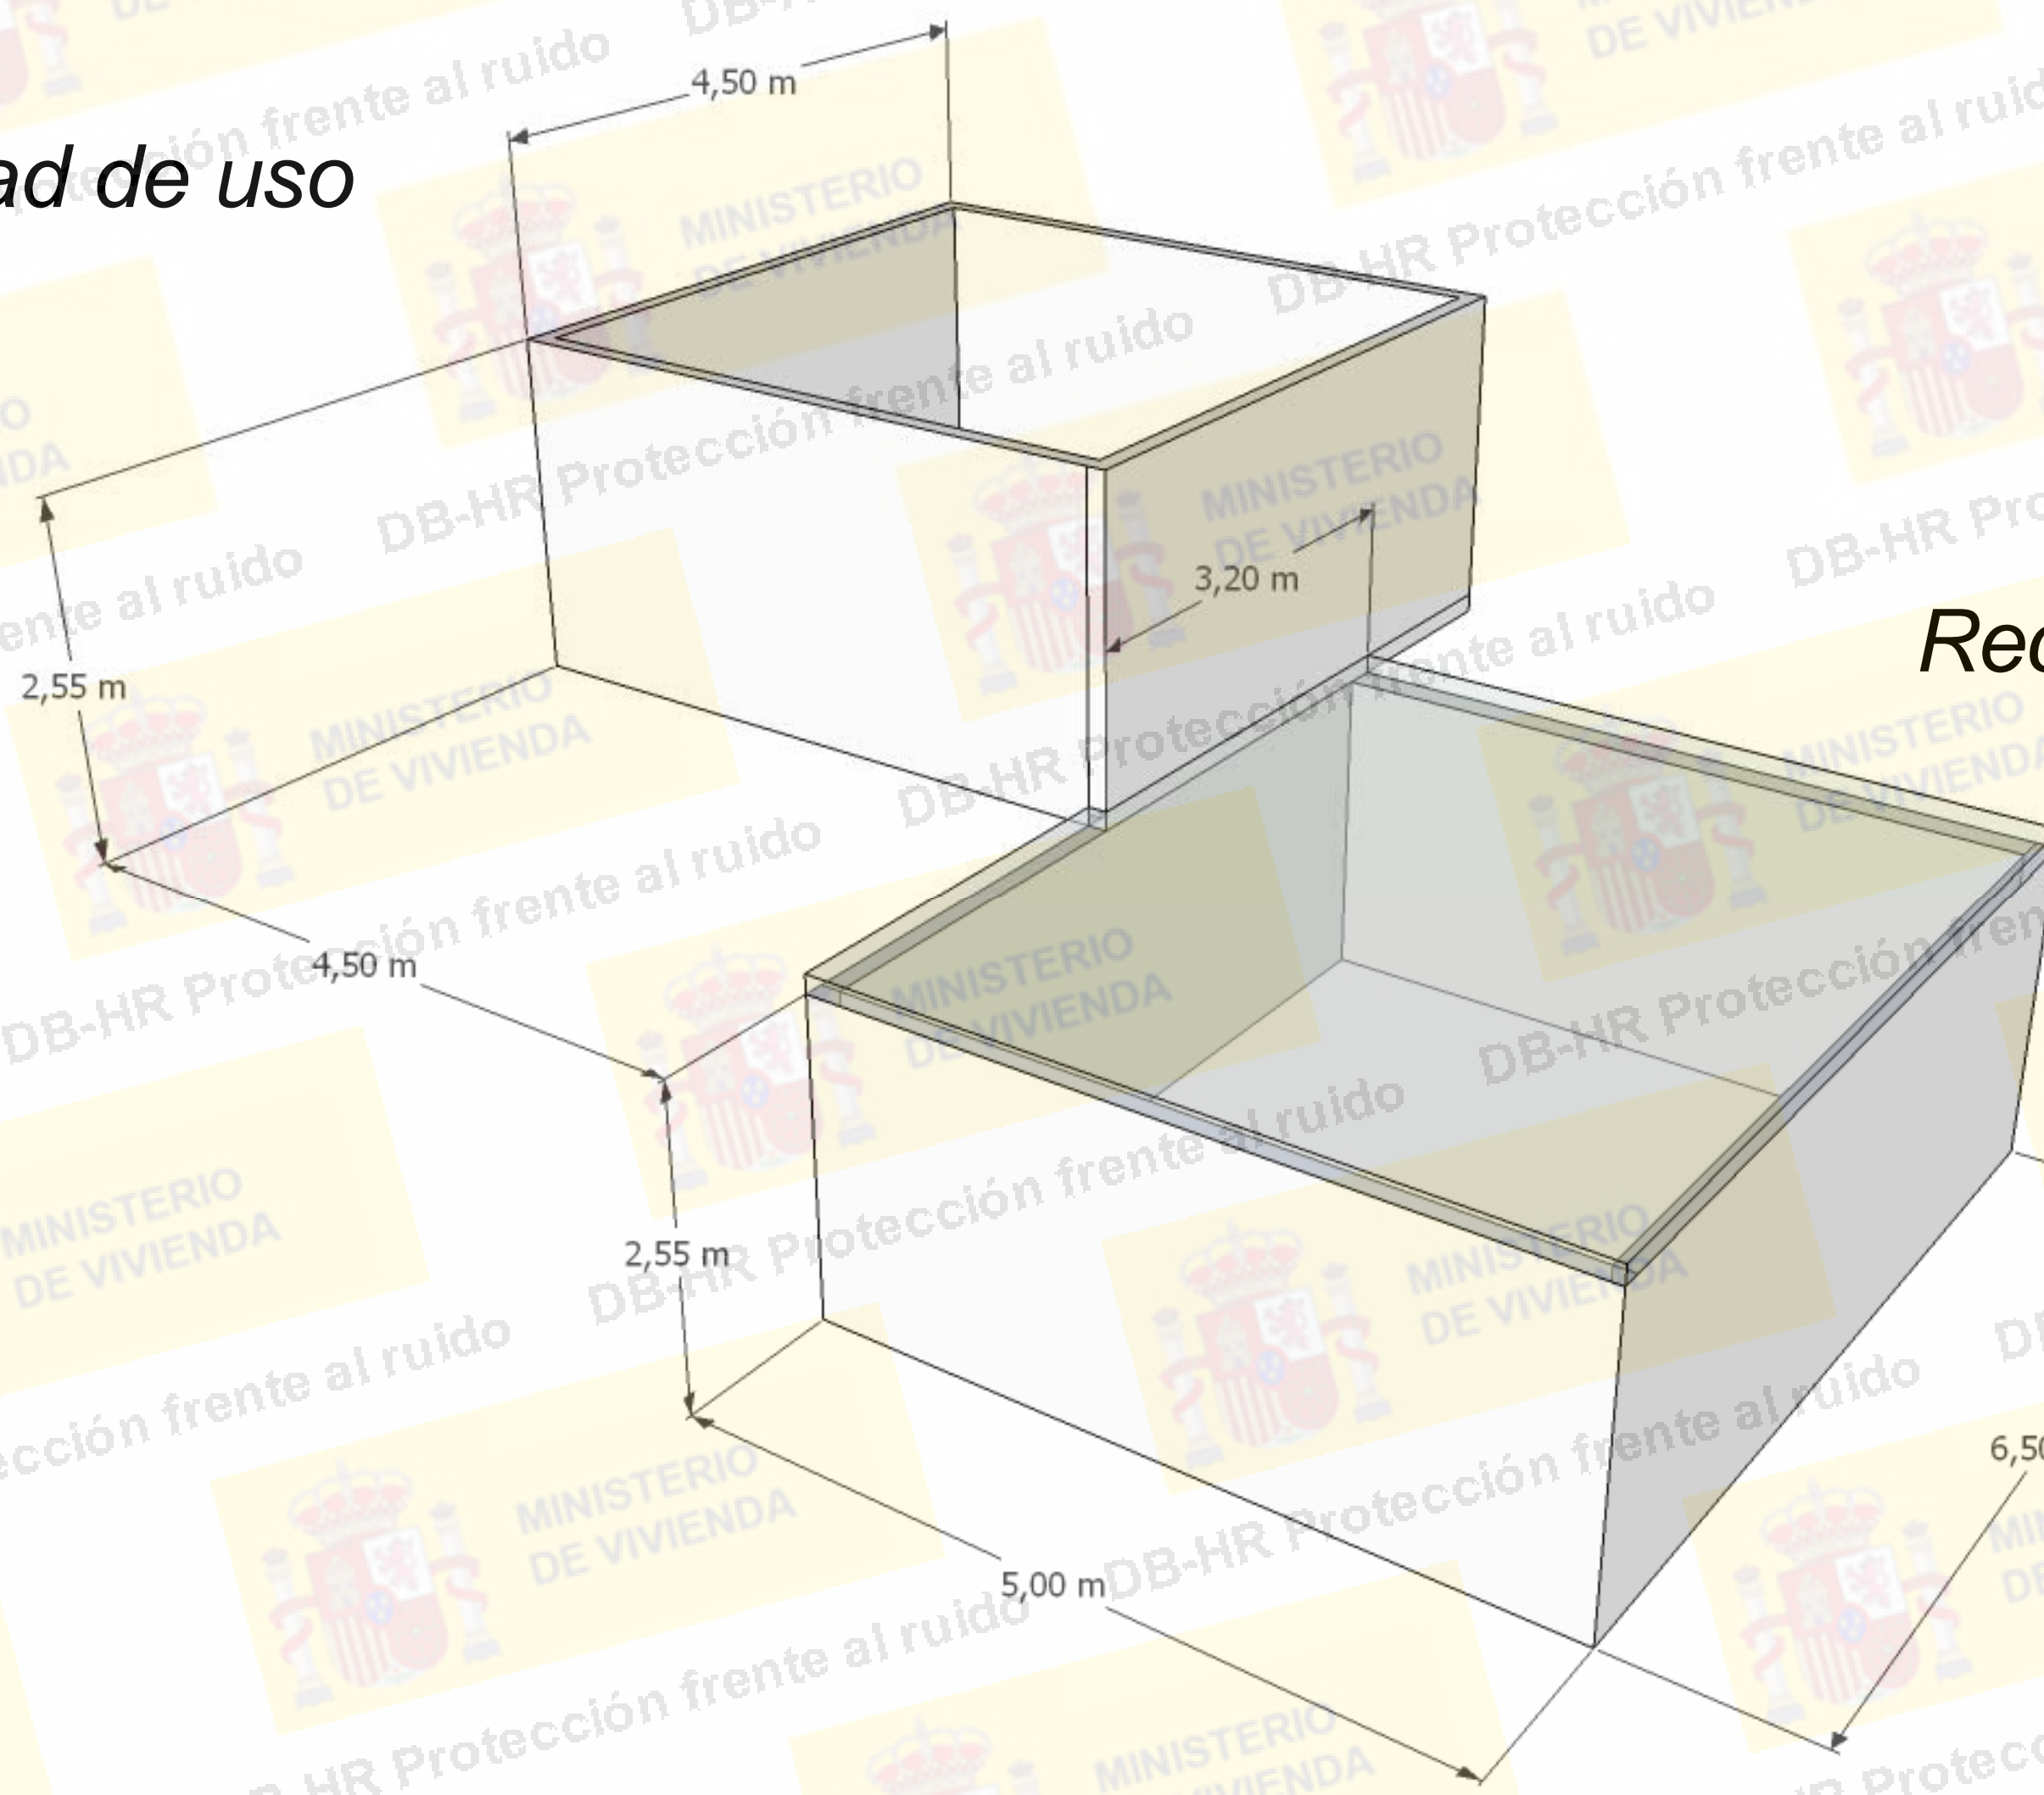 4,50 m
ad de uso
3,20 m
2,55 m
Rec
4,50 m
2,55 m
6,50
5,00 m
DB-HR Protección frente al ruido
MINISTERIO
DE VIVIENDA